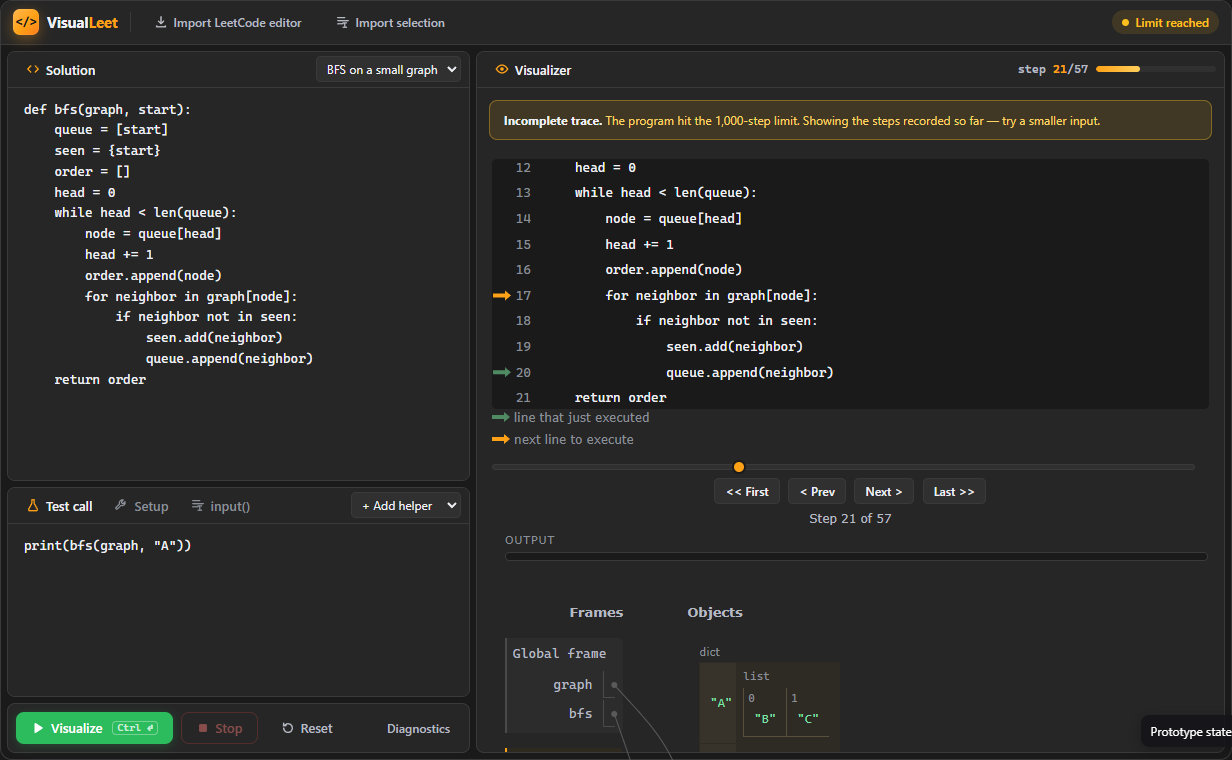 </> VisualLeet Import LeetCode editor Import selection Limit reached
Solution BFS on a small graph
def bfs(graph, start):
    queue = [start]
    seen = {start}
    order = []
    head = 0
    while head < len(queue):
        node = queue[head]
        head += 1
        order.append(node)
        for neighbor in graph[node]:
            if neighbor not in seen:
                seen.add(neighbor)
                queue.append(neighbor)
    return order
Test call Setup input() + Add helper
print(bfs(graph, "A"))
Visualize Ctrl ↵ Stop Reset Diagnostics
Visualizer step 21/57
Incomplete trace. The program hit the 1,000-step limit. Showing the steps recorded so far — try a smaller input.
12     head = 0
13     while head < len(queue):
14         node = queue[head]
15         head += 1
16         order.append(node)
17         for neighbor in graph[node]:
18             if neighbor not in seen:
19                 seen.add(neighbor)
20                 queue.append(neighbor)
21     return order
line that just executed
next line to execute
<< First < Prev Next > Last >>
Step 21 of 57
OUTPUT
Frames Objects
Global frame
graph
bfs
dict
list
"A" 0 1
"B" "C"
Prototype state